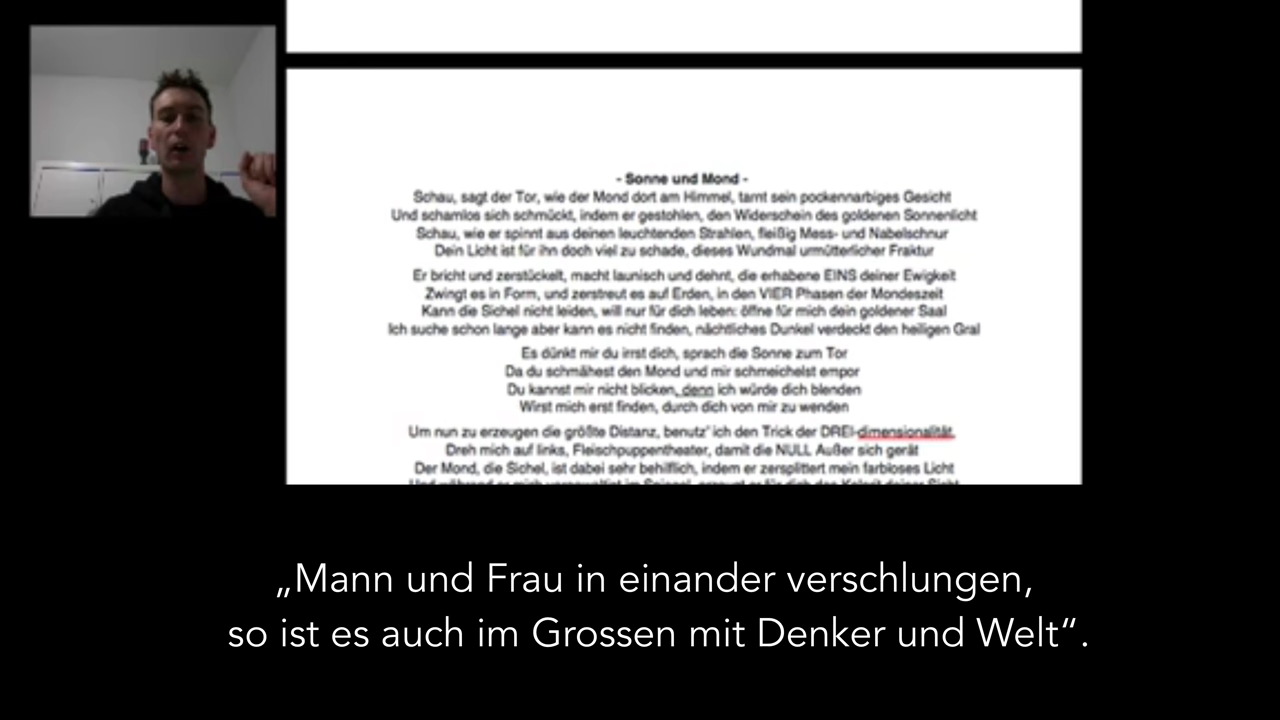 - Sonne und Mond -
Schau, sagt der Tor, wie der Mond dort am Himmel, tarnt sein pockennarbiges Gesicht
Und schamlos sich schmückt, indem er gestohlen, den Widerschein des goldenen Sonnenlicht
Schau, wie er spinnt aus deinen leuchtenden Strahlen, fleißig Mess- und Nabelschnur
Dein Licht ist für ihn doch viel zu schade, dieses Wundmal urmütterlicher Fraktur
Er bricht und zerstückelt, macht launisch und dehnt, die erhabene EINS deiner Ewigkeit
Zwingt es in Form, und zerstreut es auf Erden, in den VIER Phasen der Mondeszeit
Kann die Sichel nicht leiden, will nur für dich leben: öffne für mich dein goldener Saal
Ich suche schon lange aber kann es nicht finden, nächtliches Dunkel verdeckt den heiligen Gral
Es dünkt mir du irrst dich, sprach die Sonne zum Tor
Da du schmähest den Mond und mir schmeichelst empor
Du kannst mir nicht blicken, denn ich würde dich blenden
Wirst mich erst finden, durch dich von mir zu wenden
Um nun zu erzeugen die größte Distanz, benutz' ich den Trick der DREI-dimensionalität,
Dreh mich auf links, Fleischpuppentheater, damit die NULL Außer sich gerät
Der Mond, die Sichel, ist dabei sehr behilflich, indem er zersplittert mein farbloses Licht
„Mann und Frau in einander verschlungen,
so ist es auch im Grossen mit Denker und Welt“.